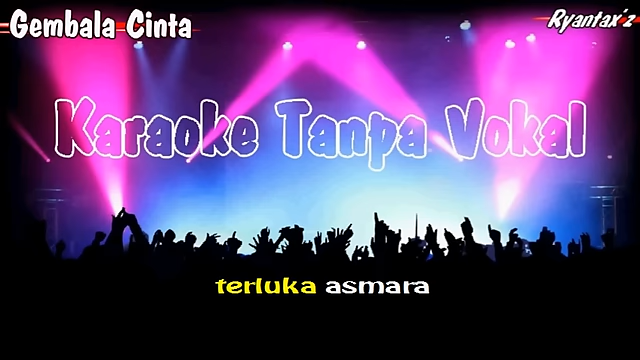 Gembala Cinta
Ryantax'z
Karaoke Tanpa Vokal
terluka asmara